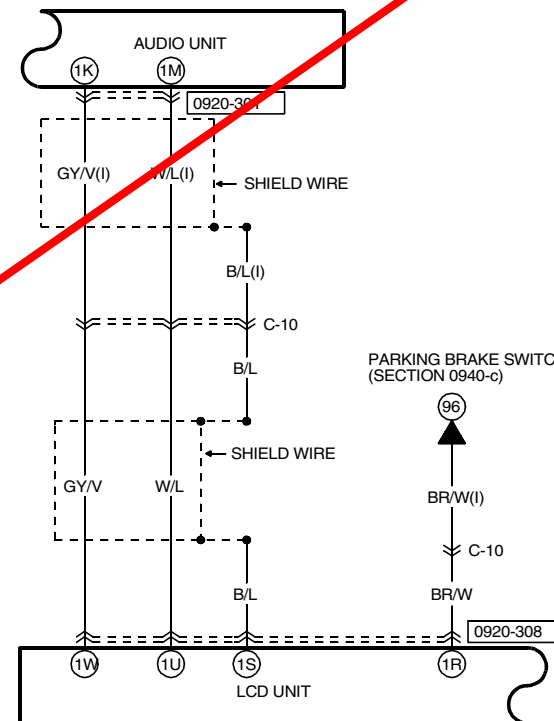 AUDIO UNIT
1K 1M
0920-301
GY/V(I) W/L(I) SHIELD WIRE
B/L(I)
C-10
B/L
PARKING BRAKE SWITC
(SECTION 0940-c)
96
SHIELD WIRE
GY/V W/L
BR/W(I)
C-10
B/L BR/W
0920-308
1W 1U 1S 1R
LCD UNIT